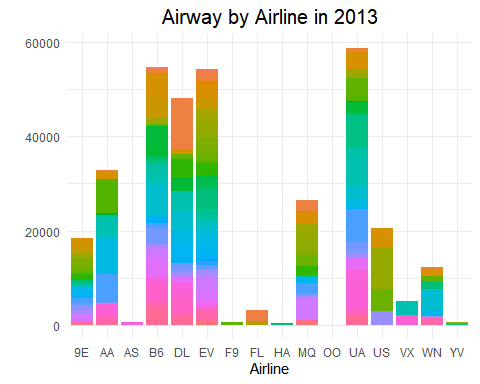 Airway by Airline in 2013
60000
40000
20000
0
9E AA AS B6 DL EV F9 FL HA MQ OO UA US VX WN YV
Airline